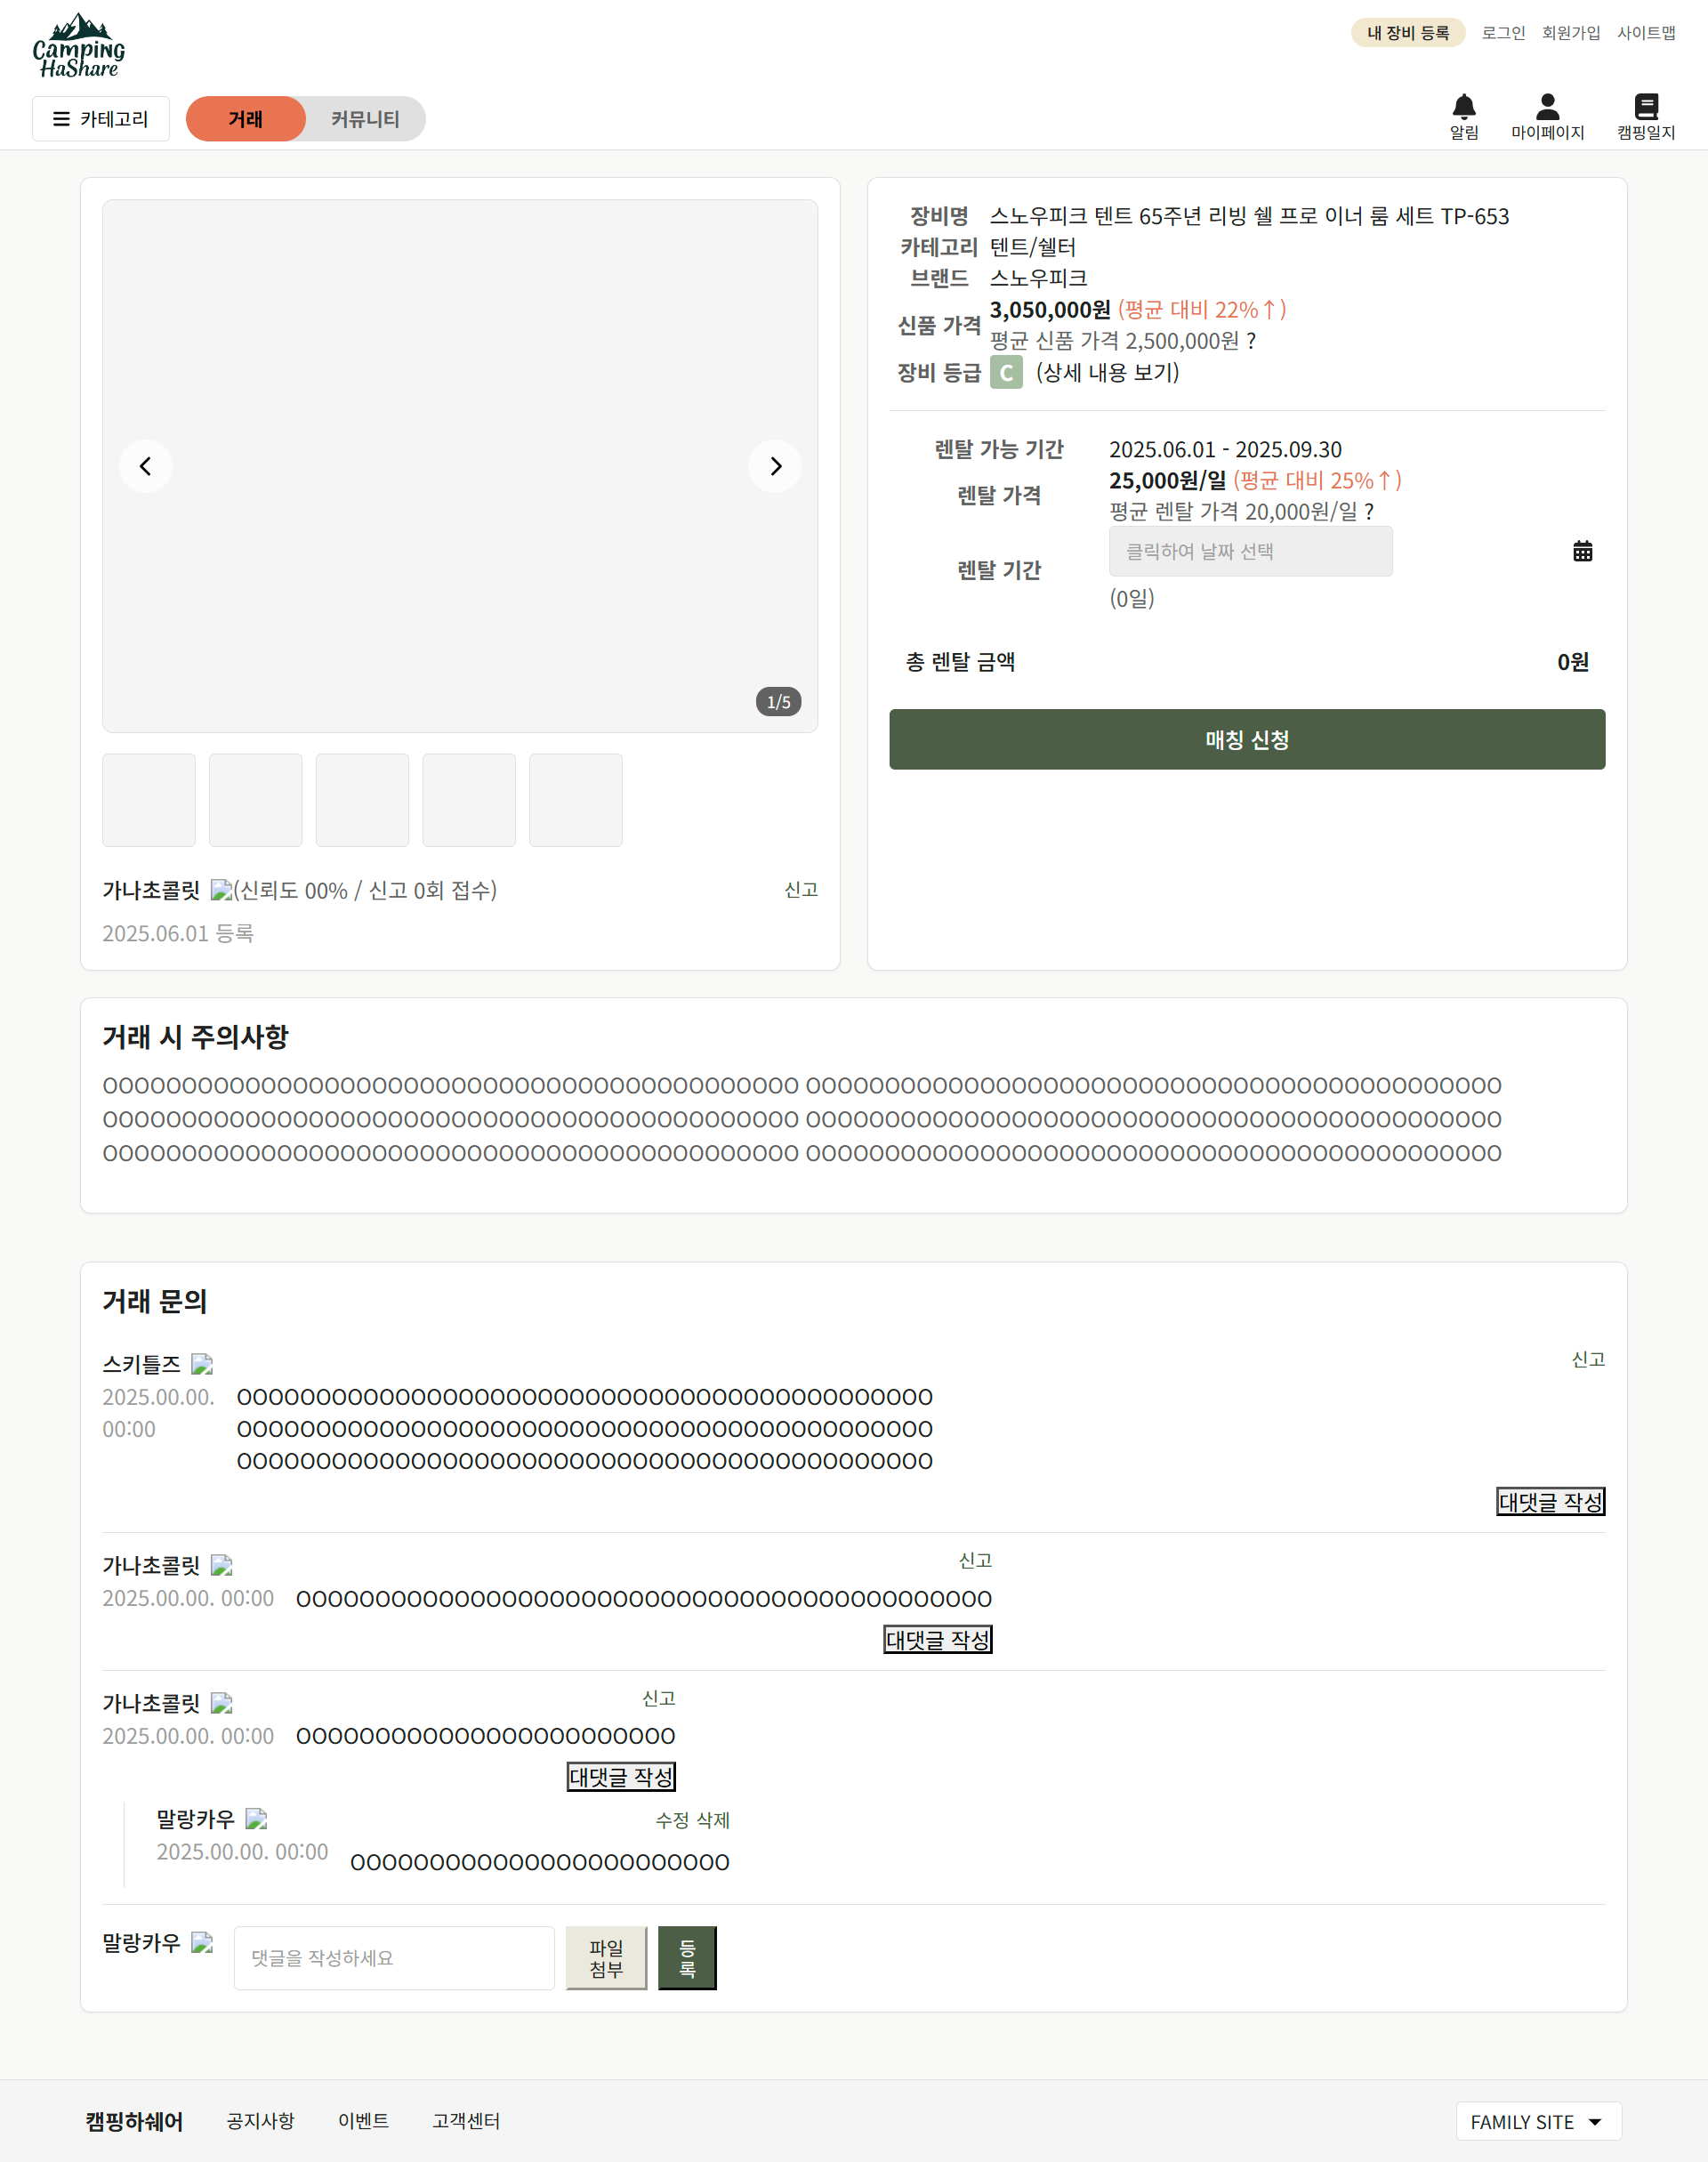 Camping
HaShare
내 장비 등록 로그인 회원가입 사이트맵
카테고리 거래 커뮤니티
알림 마이페이지 캠핑일지
1/5
가나초콜릿 (신뢰도 00% / 신고 0회 접수) 신고
2025.06.01 등록
장비명 스노우피크 텐트 65주년 리빙 쉘 프로 이너 룸 세트 TP-653
카테고리 텐트/쉘터
브랜드 스노우피크
신품 가격 3,050,000원 (평균 대비 22%↑)
평균 신품 가격 2,500,000원 ?
장비 등급 C (상세 내용 보기)
렌탈 가능 기간 2025.06.01 - 2025.09.30
렌탈 가격 25,000원/일 (평균 대비 25%↑)
평균 렌탈 가격 20,000원/일 ?
렌탈 기간 클릭하여 날짜 선택
(0일)
총 렌탈 금액 0원
매칭 신청
거래 시 주의사항
OOOOOOOOOOOOOOOOOOOOOOOOOOOOOOOOOOOOOOOOOOOO OOOOOOOOOOOOOOOOOOOOOOOOOOOOOOOOOOOOOOOOOOOO
OOOOOOOOOOOOOOOOOOOOOOOOOOOOOOOOOOOOOOOOOOOO OOOOOOOOOOOOOOOOOOOOOOOOOOOOOOOOOOOOOOOOOOOO
OOOOOOOOOOOOOOOOOOOOOOOOOOOOOOOOOOOOOOOOOOOO OOOOOOOOOOOOOOOOOOOOOOOOOOOOOOOOOOOOOOOOOOOO
거래 문의
스키틀즈 신고
2025.00.00. OOOOOOOOOOOOOOOOOOOOOOOOOOOOOOOOOOOOOOOOOOOO
00:00 OOOOOOOOOOOOOOOOOOOOOOOOOOOOOOOOOOOOOOOOOOOO
OOOOOOOOOOOOOOOOOOOOOOOOOOOOOOOOOOOOOOOOOOOO
대댓글 작성
가나초콜릿 신고
2025.00.00. 00:00 OOOOOOOOOOOOOOOOOOOOOOOOOOOOOOOOOOOOOOOOOOOO
대댓글 작성
가나초콜릿 신고
2025.00.00. 00:00 OOOOOOOOOOOOOOOOOOOOOOOO
대댓글 작성
말랑카우 수정 삭제
2025.00.00. 00:00 OOOOOOOOOOOOOOOOOOOOOOOO
말랑카우 댓글을 작성하세요
파일
첨부
등
록
캠핑하쉐어 공지사항 이벤트 고객센터 FAMILY SITE